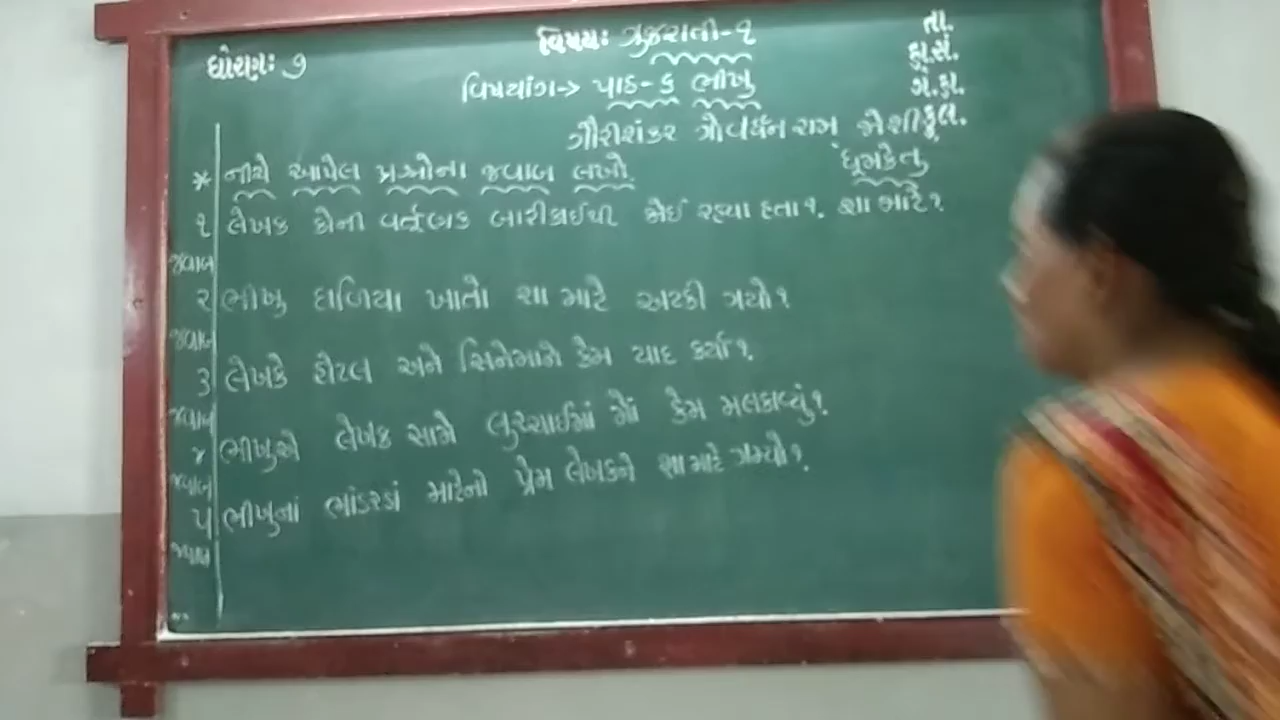 ધોરણઃ ૭
વિષયઃ ગુજરાતી-૧
તા.
હા.સં.
ગે.હા.
કુલ.
વિષયાંગ-> પાઠ-૬ ભીખુ
ગૌરીશંકર ગોવર્ધનરામ જોશી
'ધૂમકેતુ'
* નીચે આપેલ પ્રશ્નોના જવાબ લખો.
૧ લેખક કોની વર્તણૂક બારીકાઈથી જોઈ રહ્યા હતા ?. શા માટે?
જવાબ
૨ ભીખુ દાળિયા ખાતો શા માટે અટકી ગયો ?
જવાબ
૩ લેખકે હોટલ અને સિનેમાને કેમ યાદ કર્યા ?.
જવાબ
૪ ભીખુએ લેખક સામે લુચ્ચાઈમાં મોં કેમ મલકાવ્યું ?.
જવાબ
૫ ભીખુનાં ભાંડરડાં માટેનો પ્રેમ લેખકને શા માટે ગમ્યો ?.
જવાબ